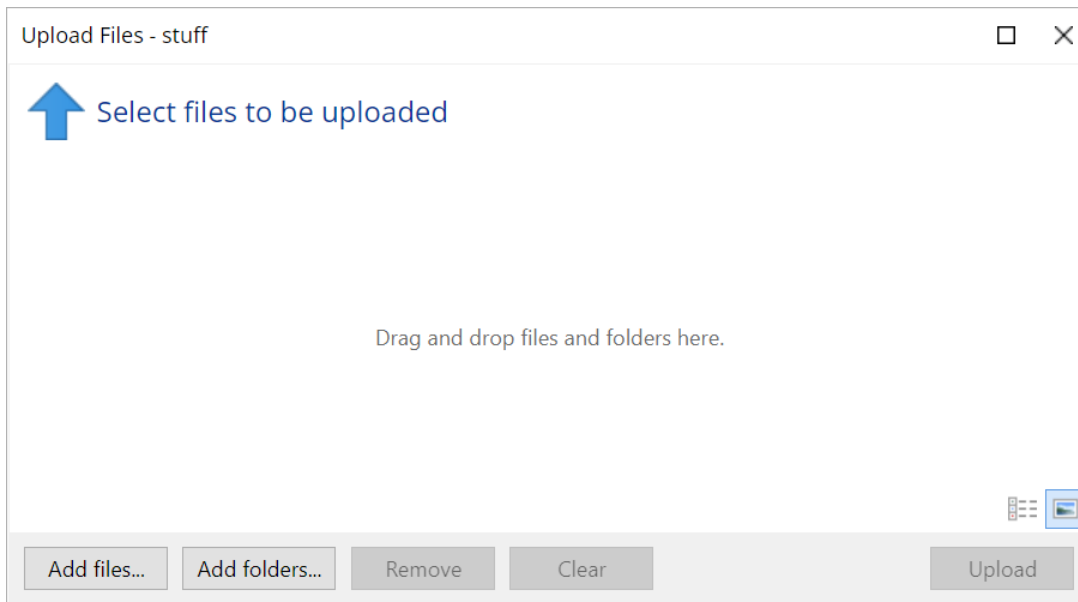 Upload Files - stuff
Select files to be uploaded
Drag and drop files and folders here.
Add files... Add folders... Remove Clear Upload